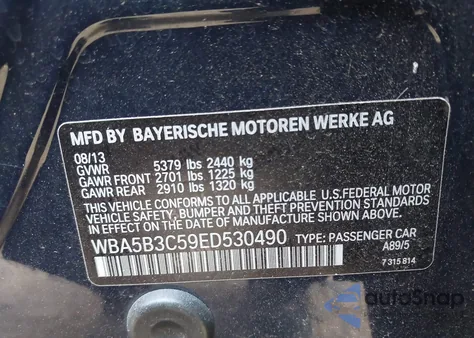 MFD BY BAYERISCHE MOTOREN WERKE AG
08/13
GVWR 5379 lbs 2440 kg
GAWR FRONT 2701 lbs 1225 kg
GAWR REAR 2910 lbs 1320 kg
THIS VEHICLE CONFORMS TO ALL APPLICABLE U.S.FEDERAL MOTOR
VEHICLE SAFETY, BUMPER AND THEFT PREVENTION STANDARDS
IN EFFECT ON THE DATE OF MANUFACTURE SHOWN ABOVE.
WBA5B3C59ED530490 TYPE: PASSENGER CAR
A89/5
7 315 814
autoSnap